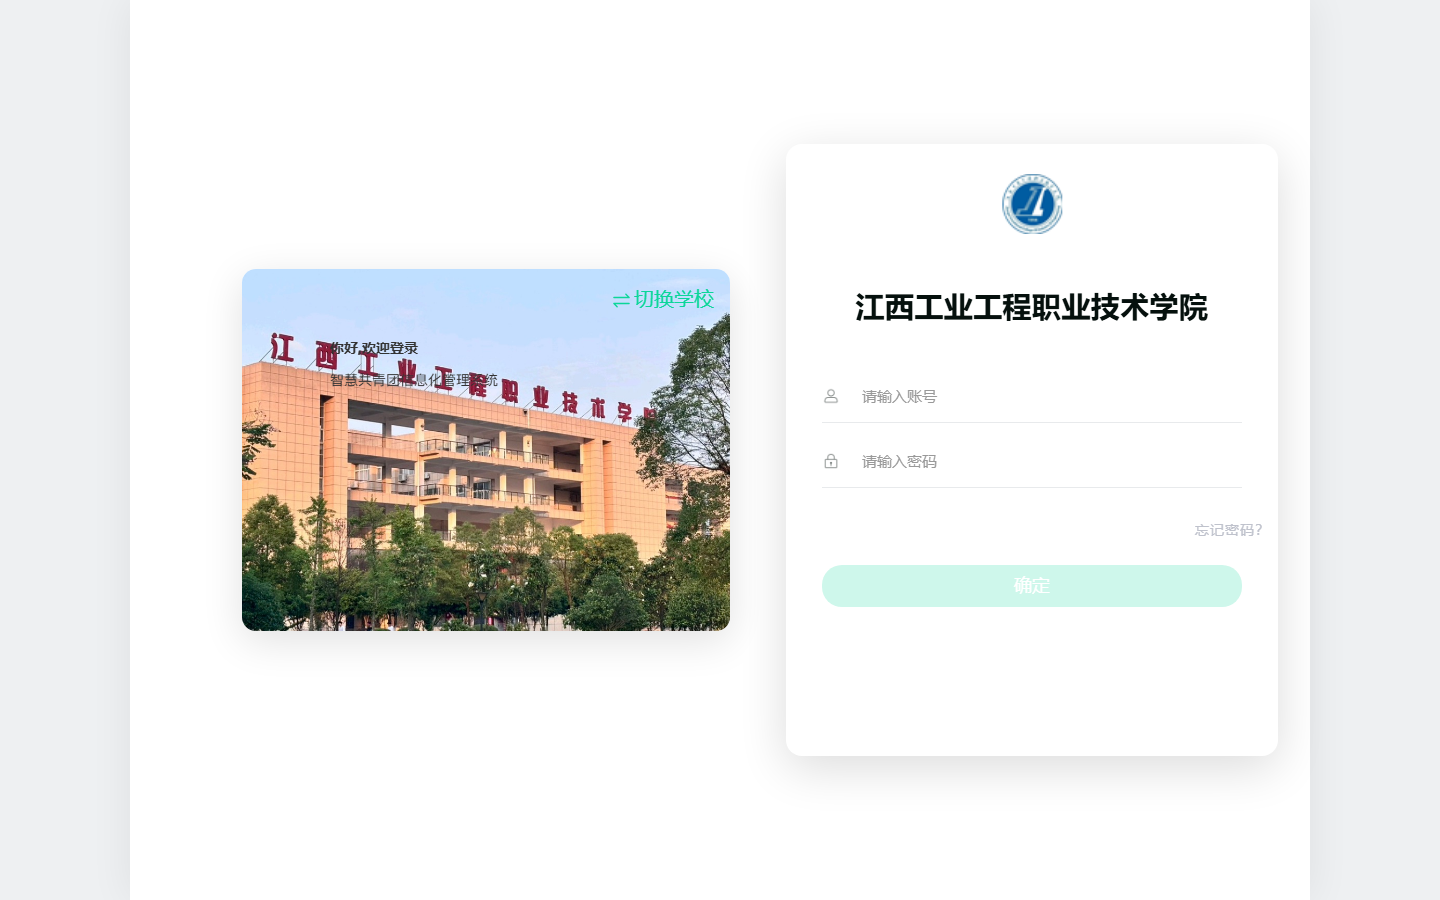 切换学校
江西工业工程职业技术学院
你好,欢迎登录
智慧共青团信息化管理系统
江西工业工程职业技术学院
请输入账号
请输入密码
忘记密码?
确定